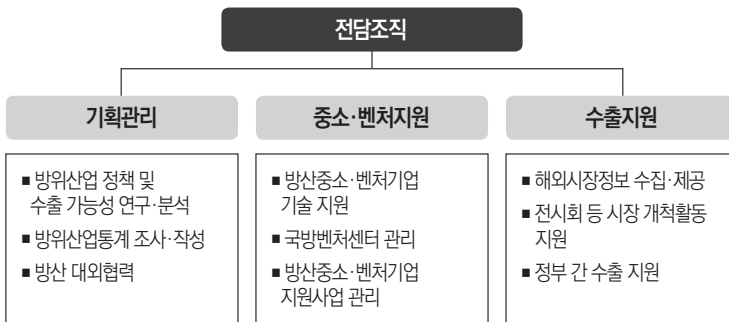 전담조직
기획관리
■ 방위산업 정책 및
수출 가능성 연구·분석
■ 방위산업통계 조사·작성
■ 방산 대외협력
중소·벤처지원
■ 방산중소·벤처기업
기술 지원
■ 국방벤처센터 관리
■ 방산중소·벤처기업
지원사업 관리
수출지원
■ 해외시장정보 수집·제공
■ 전시회 등 시장 개척활동
지원
■ 정부 간 수출 지원